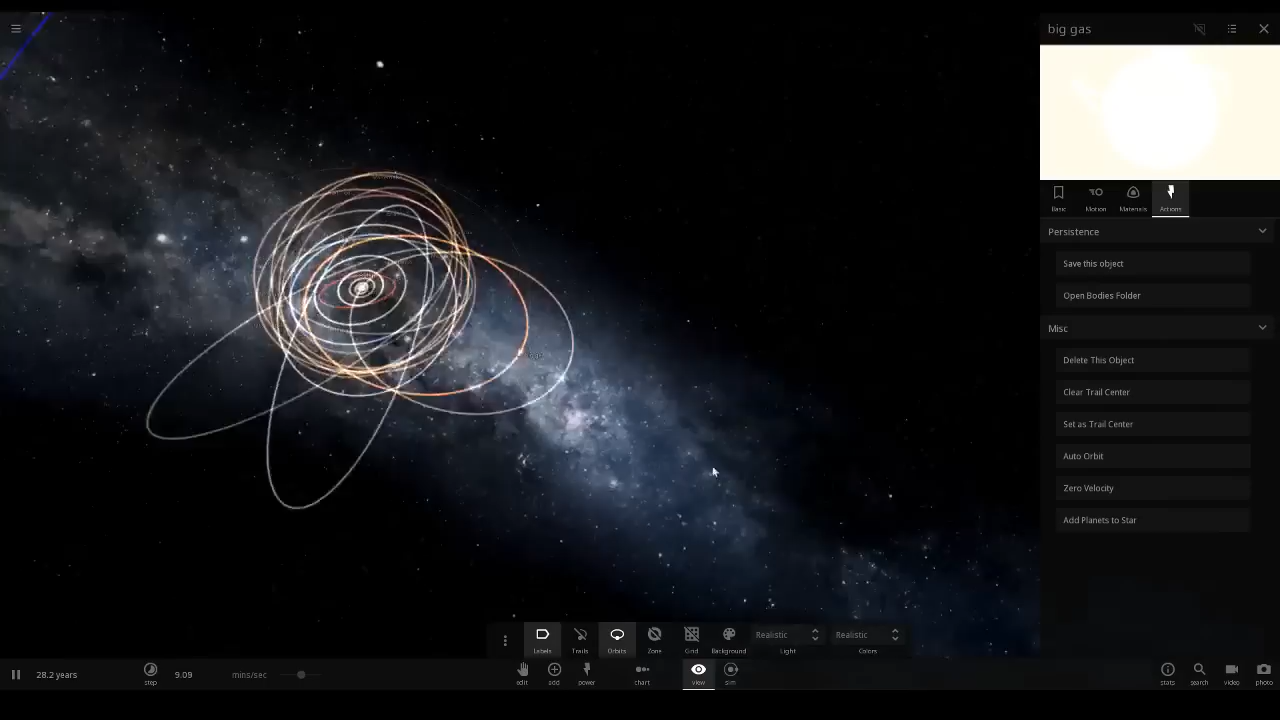 big gas
Basic
Motion
Materials
Actions
Persistence
Save this object
Open Bodies Folder
Misc
Delete This Object
Clear Trail Center
Set as Trail Center
Auto Orbit
Zero Velocity
Add Planets to Star
Labels
Trails
Orbits
Zone
Grid
Background
Realistic
Light
Realistic
Colors
28.2 years
step
9.09
mins/sec
edit
add
power
chart
view
sim
stats
search
video
photo